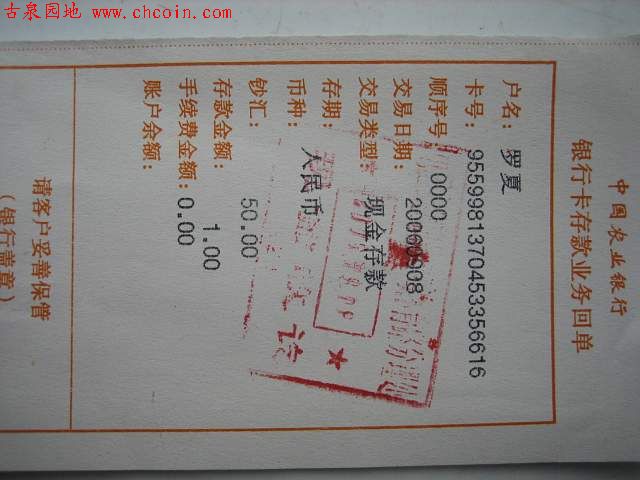 古泉园地 www.chcoin.com
中国农业银行
银行卡存款业务回单
户名: 罗夏
卡号: 9559981370453356616
顺序号: 0000
交易日期:
交易类型: 现金存款
存期:
币种: 人民币
钞汇: 50.00
存款金额: 1.00
手续费金额: 0.00
账户余额:
请客户妥善保管
(银行盖章)